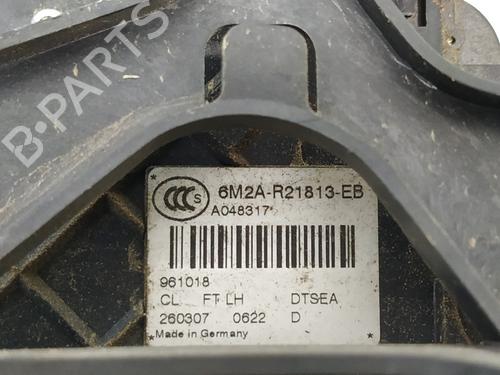 B-PARTS
CCC S 6M2A-R21813-EB
A048317
961018
CL FT LH DTSEA
260307 0622 D
Made in Germany